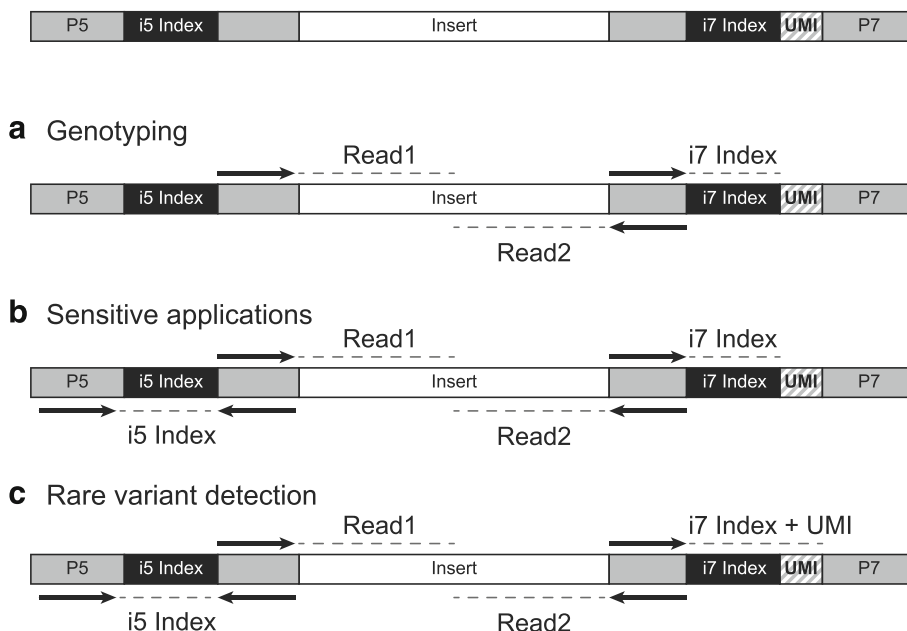 P5 i5 Index Insert i7 Index UMI P7
a Genotyping
Read1 i7 Index
P5 i5 Index Insert i7 Index UMI P7
Read2
b Sensitive applications
Read1 i7 Index
P5 i5 Index Insert i7 Index UMI P7
i5 Index Read2
c Rare variant detection
Read1 i7 Index + UMI
P5 i5 Index Insert i7 Index UMI P7
i5 Index Read2